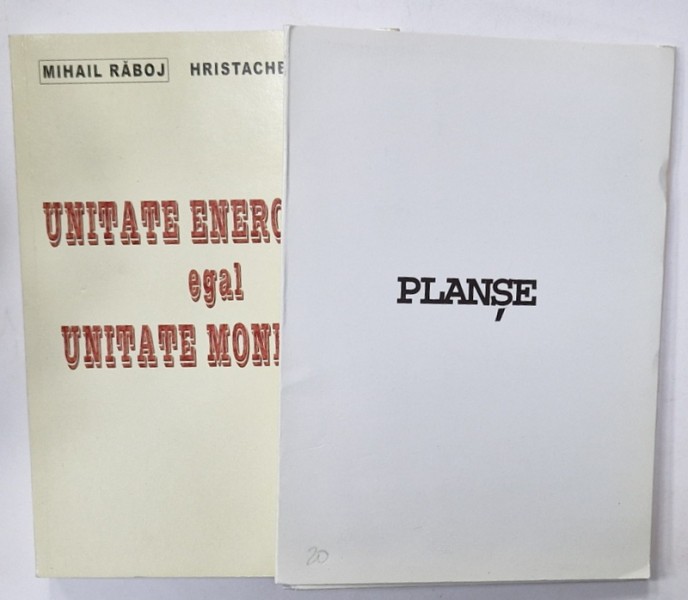 MIHAIL RĂBOJ HRISTACHE
UNITATE ENERG
egal
UNITATE MON
PLANȘE
20